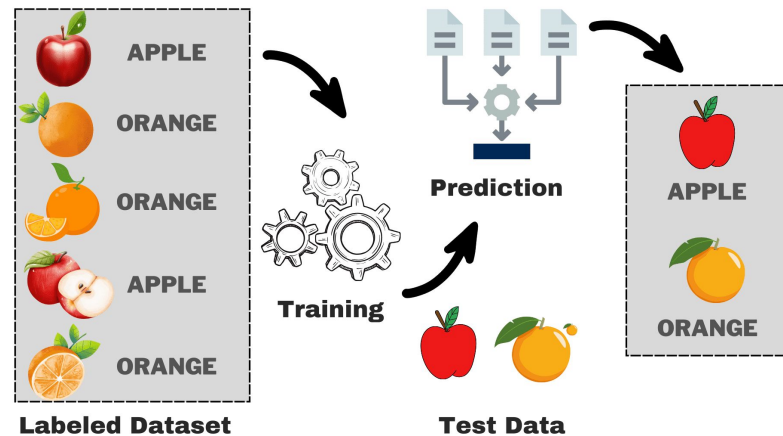 APPLE
ORANGE
ORANGE
APPLE
ORANGE
Labeled Dataset
Training
Prediction
Test Data
APPLE
ORANGE